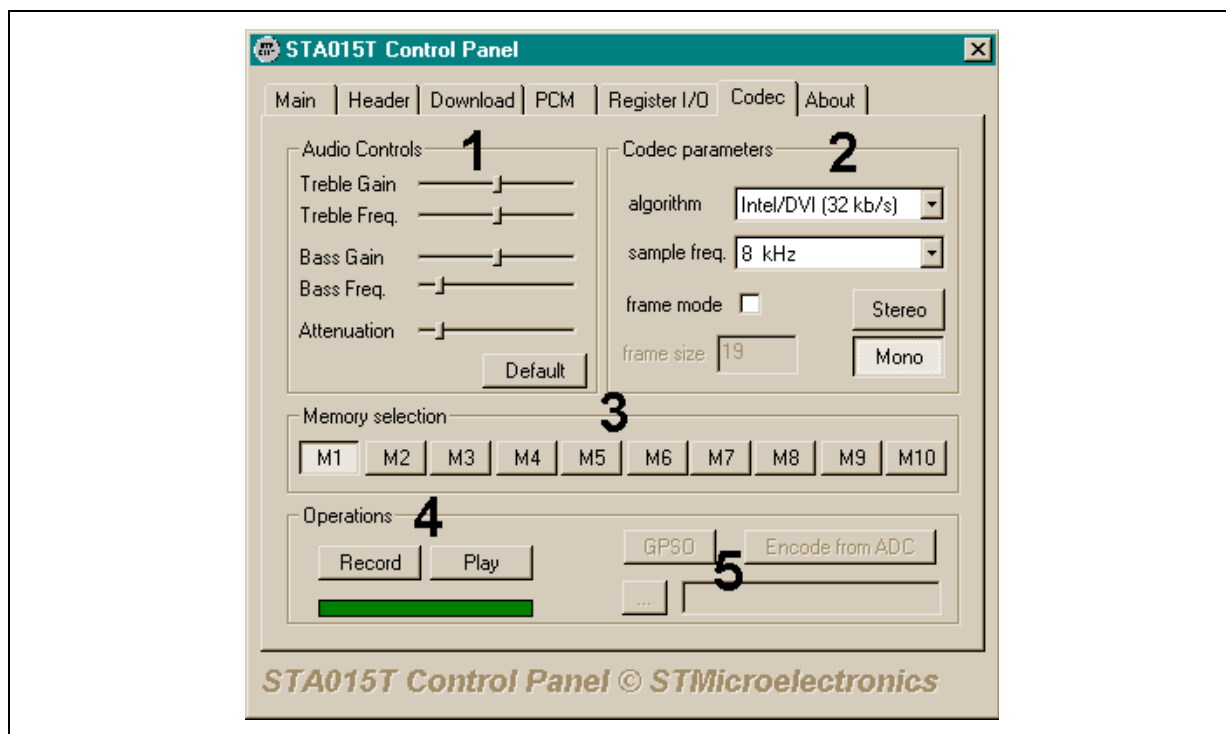 STA015T Control Panel
Main Header Download PCM Register I/O Codec About
Audio Controls 1
Treble Gain
Treble Freq.
Bass Gain
Bass Freq.
Attenuation
Default
Codec parameters 2
algorithm Intel/DVI (32 kb/s)
sample freq. 8 kHz
frame mode Stereo
frame size 19 Mono
Memory selection 3
M1 M2 M3 M4 M5 M6 M7 M8 M9 M10
Operations 4
Record Play
GPSO Encode from ADC
5
...
STA015T Control Panel © STMicroelectronics